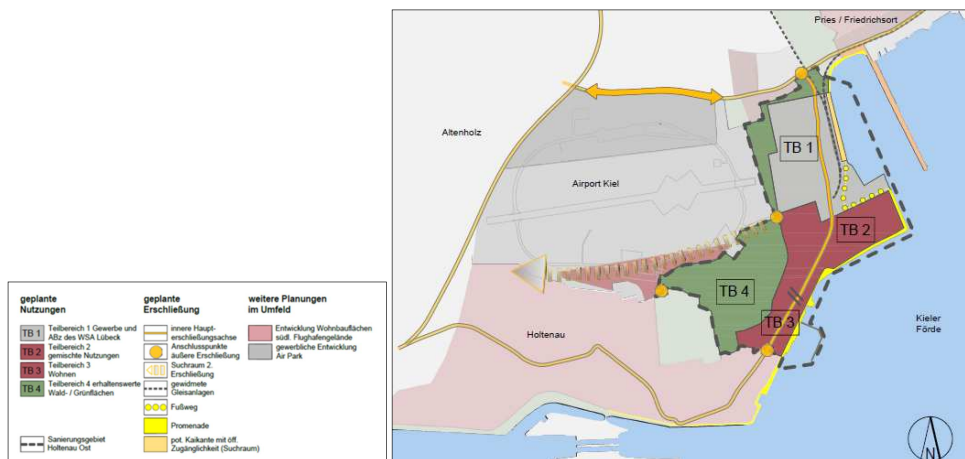 geplante
Nutzungen
TB 1
Teilbereich 1 Gewerbe und
ABz des WSA Lübeck
TB 2
Teilbereich 2
gemischte Nutzungen
TB 3
Teilbereich 3
Wohnen
TB 4
Teilbereich 4 erhaltenswerte
Wald- / Grünflächen
Sanierungsgebiet
Holtenau Ost
geplante
Erschließung
innere Haupt-
erschließungsachse
Anschlusspunkte
äußere Erschließung
Suchraum 2.
Erschließung
gewidmete
Gleisanlagen
Fußweg
Promenade
pot. Kaikante mit öff.
Zugänglichkeit (Suchraum)
weitere Planungen
im Umfeld
Entwicklung Wohnbauflächen
südl. Flughafengelände
gewerbliche Entwicklung
Air Park
Pries / Friedrichsort
Altenholz
TB 1
Airport Kiel
TB 2
TB 4
Holtenau
TB 3
Kieler
Förde
N